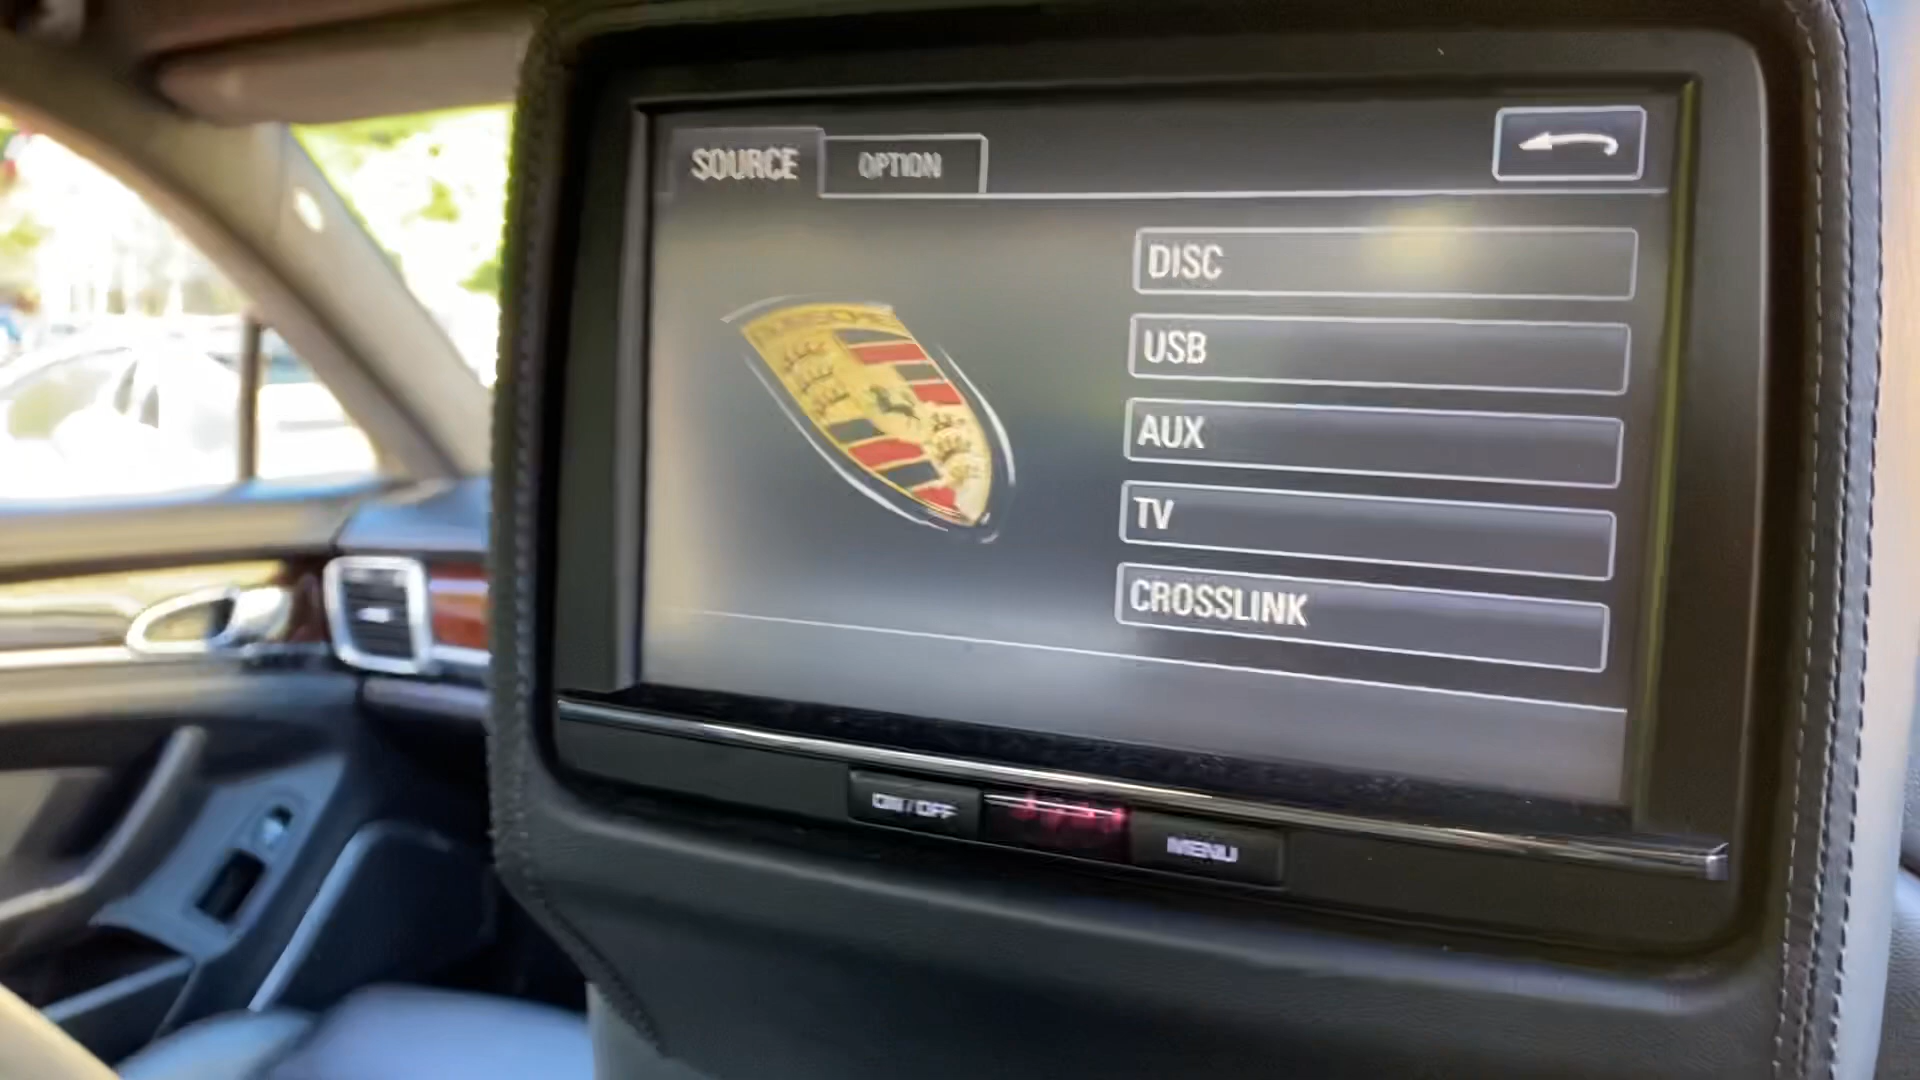 SOURCE
OPTION
DISC
USB
AUX
TV
CROSSLINK
ON / OFF
MENU